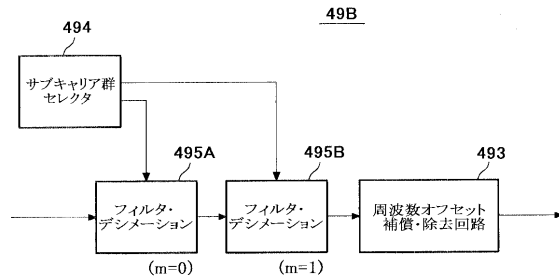 49B
494
サブキャリア群
セレクタ
495A
495B
493
フィルタ・
デシメーション
フィルタ・
デシメーション
周波数オフセット
補償・除去回路
(m=0)
(m=1)